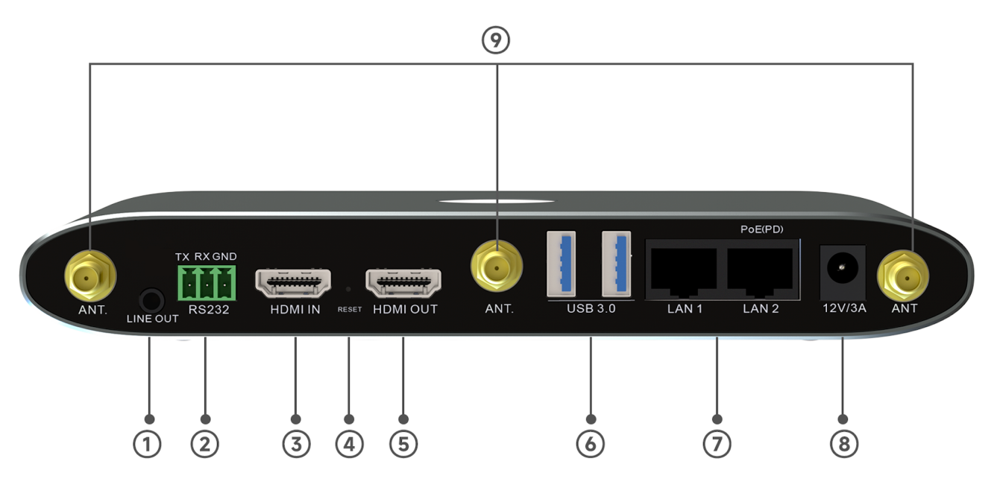 9
PoE(PD)
TX RX GND
ANT.
LINE OUT
RS232
HDMI IN
RESET
HDMI OUT
ANT.
USB 3.0
LAN 1
LAN 2
12V/3A
ANT
1
2
3
4
5
6
7
8